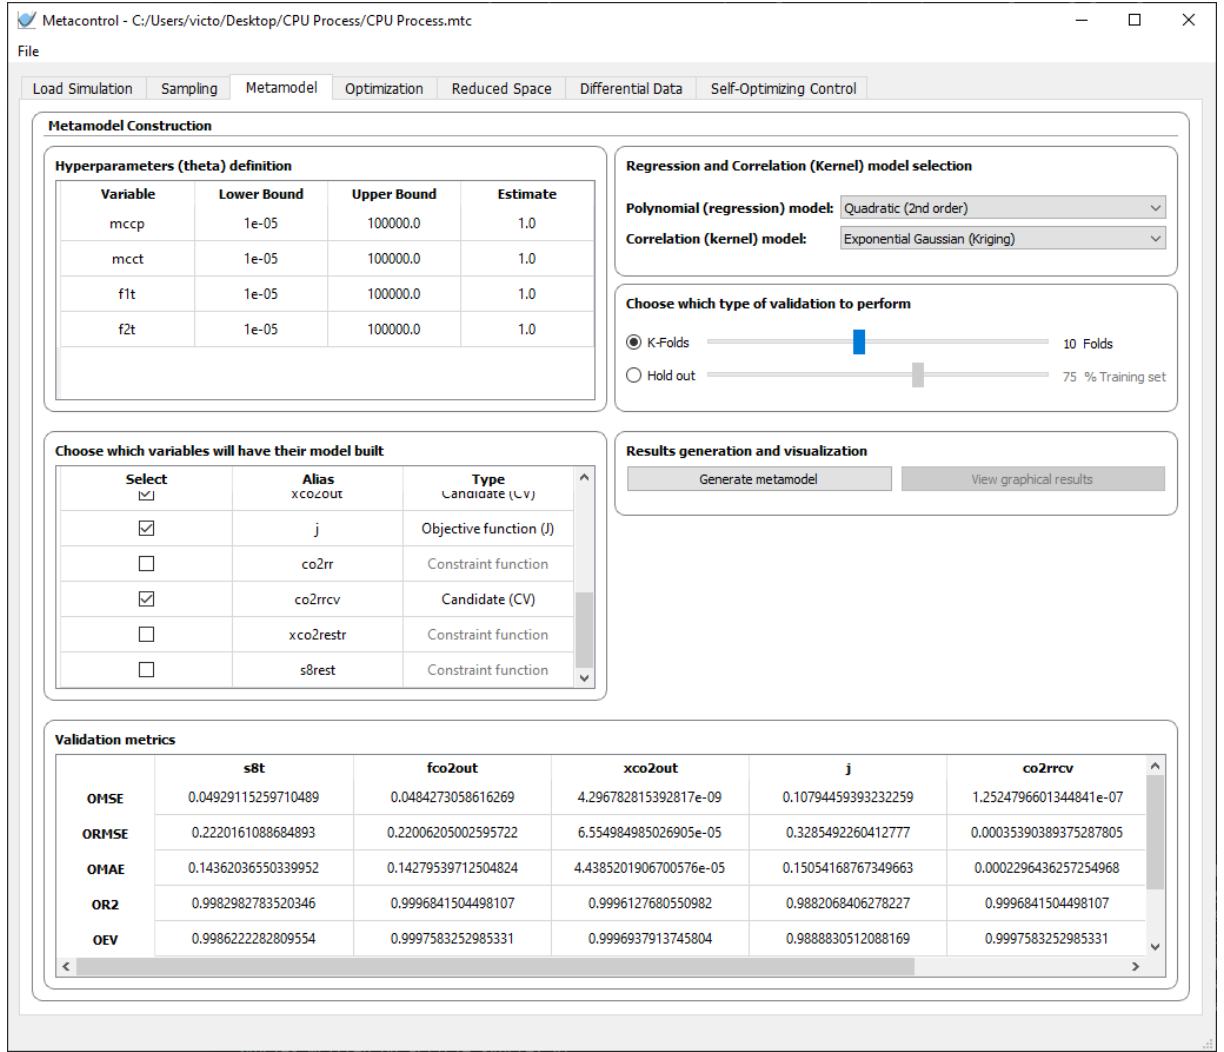 Metacontrol - C:/Users/victo/Desktop/CPU Process/CPU Process.mtc
File
Load Simulation Sampling Metamodel Optimization Reduced Space Differential Data Self-Optimizing Control
Metamodel Construction
Hyperparameters (theta) definition
Variable Lower Bound Upper Bound Estimate
mccp 1e-05 100000.0 1.0
mcct 1e-05 100000.0 1.0
f1t 1e-05 100000.0 1.0
f2t 1e-05 100000.0 1.0
Regression and Correlation (Kernel) model selection
Polynomial (regression) model: Quadratic (2nd order)
Correlation (kernel) model: Exponential Gaussian (Kriging)
Choose which type of validation to perform
K-Folds 10 Folds
Hold out 75 % Training set
Choose which variables will have their model built
Select Alias Type
xco2out Candidate (CV)
j Objective function (J)
co2rr Constraint function
co2rrcv Candidate (CV)
xco2restr Constraint function
s8rest Constraint function
Results generation and visualization
Generate metamodel View graphical results
Validation metrics
s8t fco2out xco2out j co2rrcv
OMSE 0.04929115259710489 0.0484273058616269 4.296782815392817e-09 0.10794459393232259 1.2524796601344841e-07
ORMSE 0.2220161088684893 0.22006205002595722 6.554984985026905e-05 0.3285492260412777 0.00035390389375287805
OMAE 0.14362036550339952 0.14279539712504824 4.4385201906700576e-05 0.15054168767349663 0.0002296436257254968
OR2 0.9982982783520346 0.9996841504498107 0.9996127680550982 0.9882068406278227 0.9996841504498107
OEV 0.9986222282809554 0.9997583252985331 0.9996937913745804 0.9888830512088169 0.9997583252985331